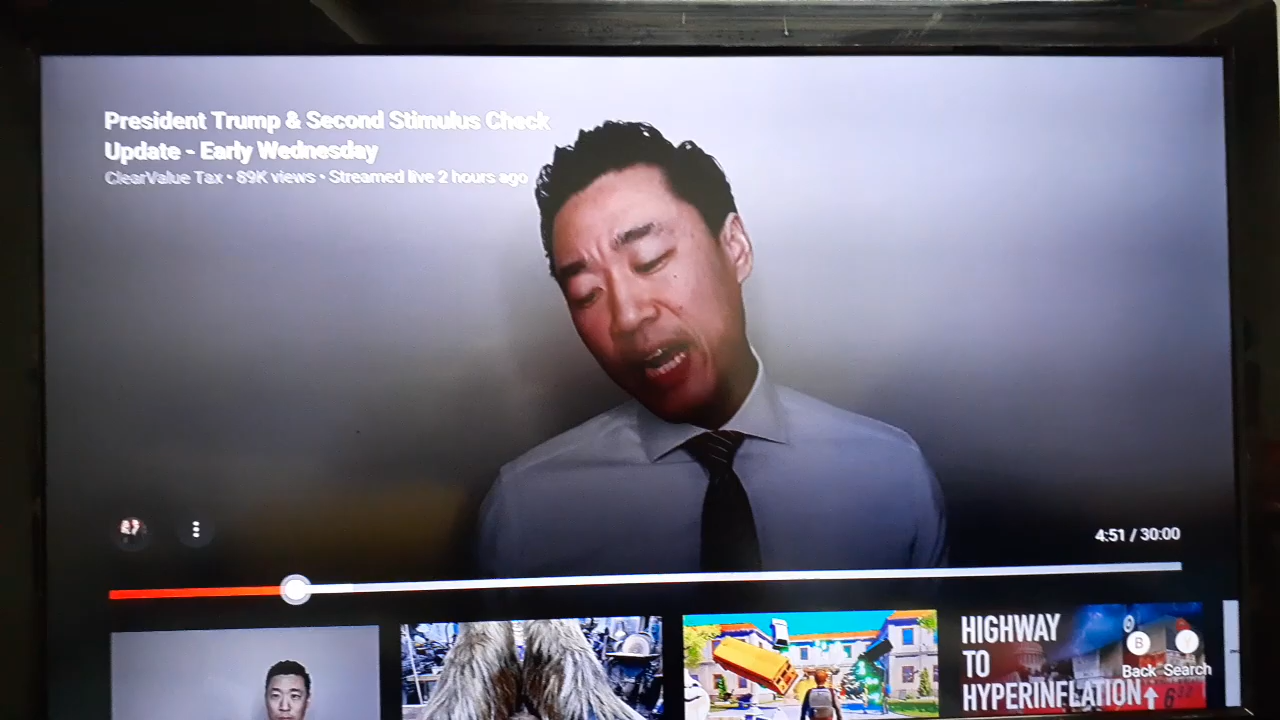 President Trump & Second Stimulus Check
Update - Early Wednesday
ClearValue Tax • 89K views • Streamed live 2 hours ago
4:51 / 30:00
HIGHWAY
TO
HYPERINFLATION
B
Back Search